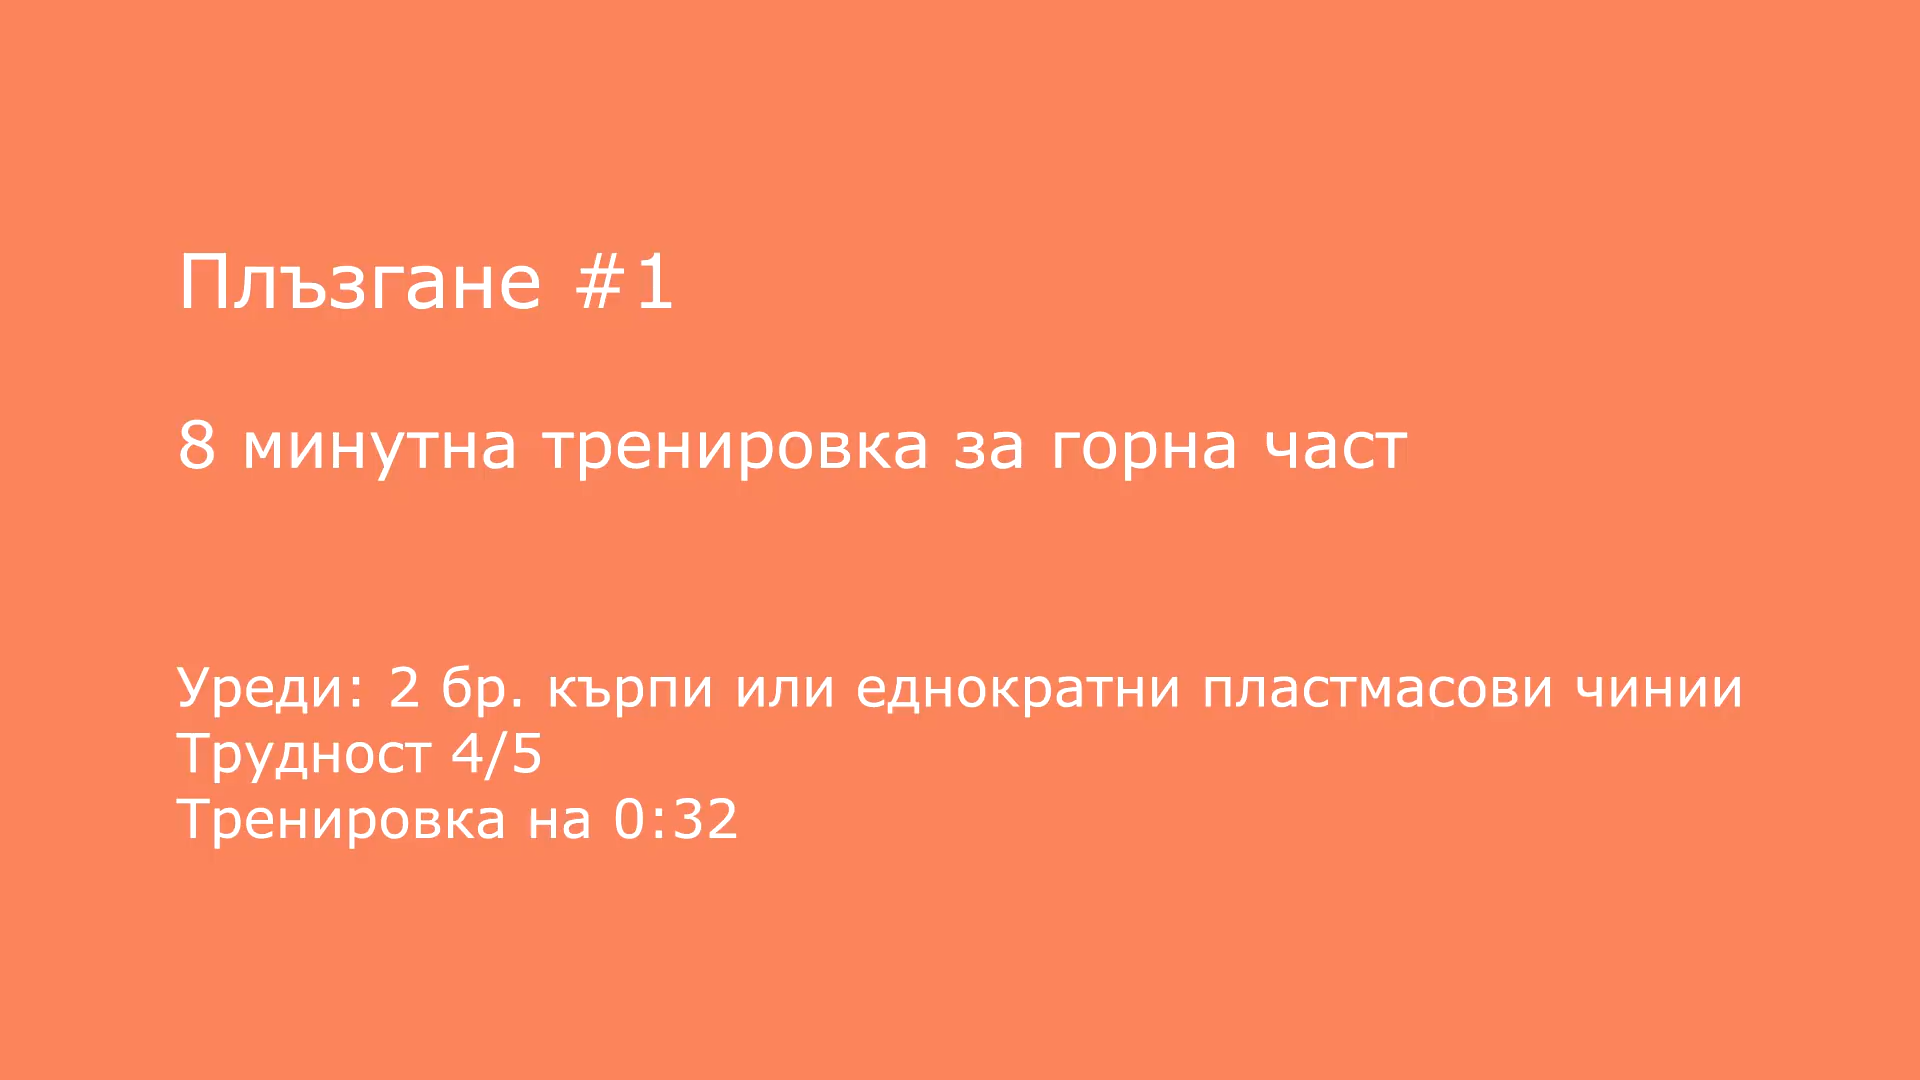 Плъзгане #1
8 минутна тренировка за горна част
Уреди: 2 бр. кърпи или еднократни пластмасови чинии
Трудност 4/5
Тренировка на 0:32